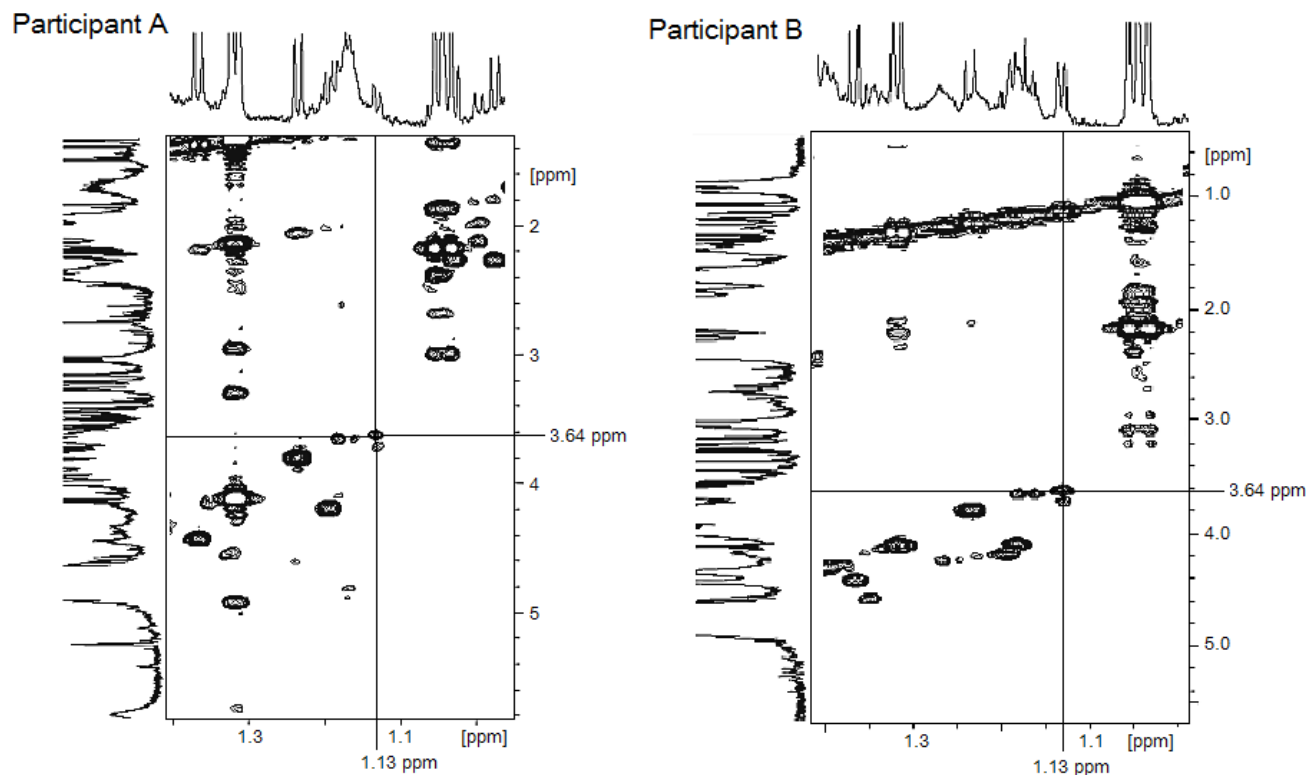 Participant A
[ppm]
2
3
3.64 ppm
4
5
1.3
1.1
[ppm]
1.13 ppm
Participant B
[ppm]
1.0
2.0
3.0
3.64 ppm
4.0
5.0
1.3
1.1
[ppm]
1.13 ppm